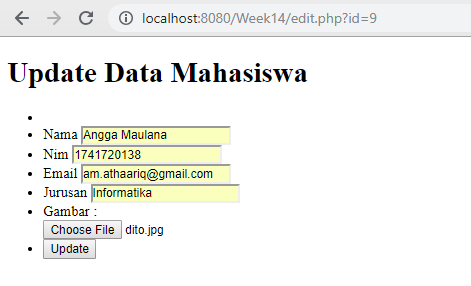 localhost:8080/Week14/edit.php?id=9
Update Data Mahasiswa
Nama Angga Maulana
Nim 1741720138
Email am.athaariq@gmail.com
Jurusan Informatika
Gambar :
Choose File dito.jpg
Update